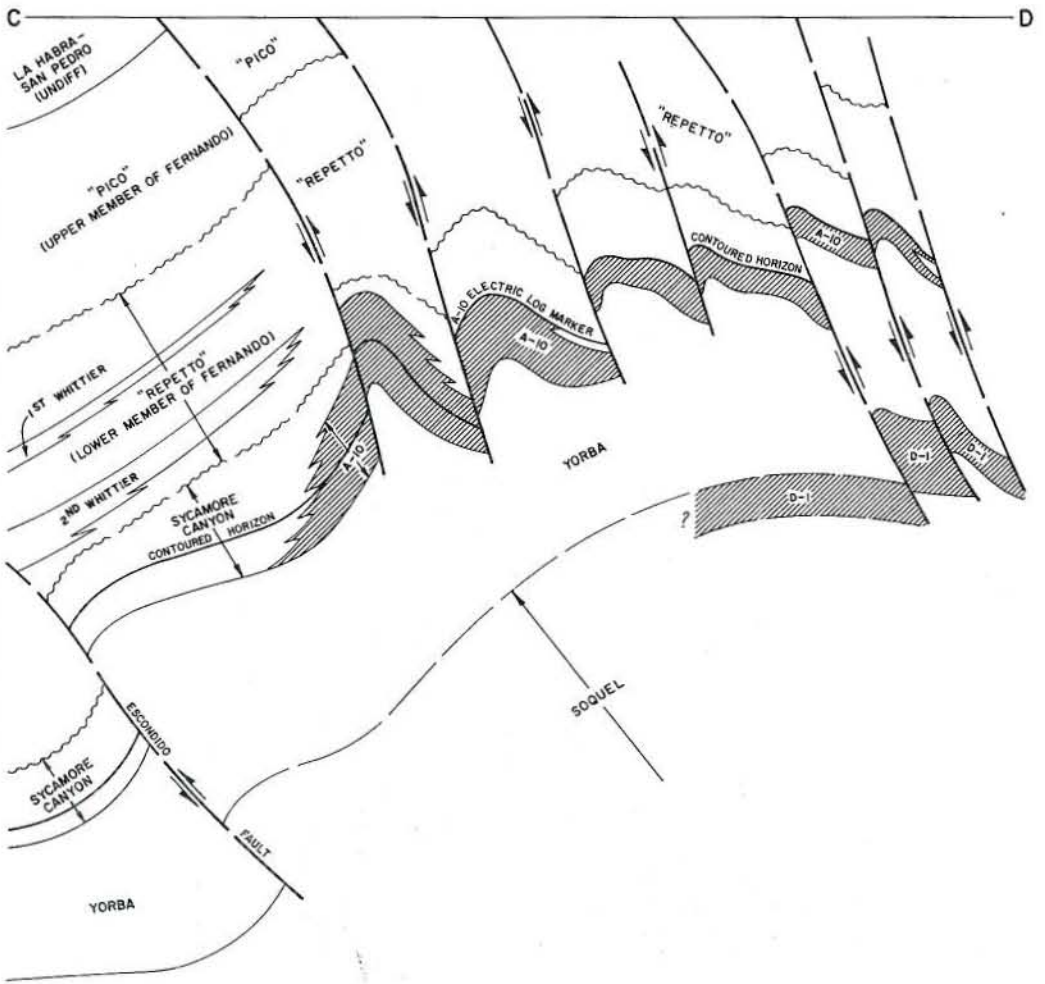 C
D
LA HABRA-
SAN PEDRO
(UNDIFF)
"PICO"
"PICO"
(UPPER MEMBER OF FERNANDO)
"REPETTO"
"REPETTO"
1ST WHITTIER
"REPETTO"
(LOWER MEMBER OF FERNANDO)
2ND WHITTIER
SYCAMORE
CANYON
CONTOURED HORIZON
A-10
A-10 ELECTRIC LOG MARKER
A-10
CONTOURED HORIZON
A-10
YORBA
D-1
D-1
D-1
?
SOQUEL
ESCONDIDO
FAULT
SYCAMORE
CANYON
YORBA